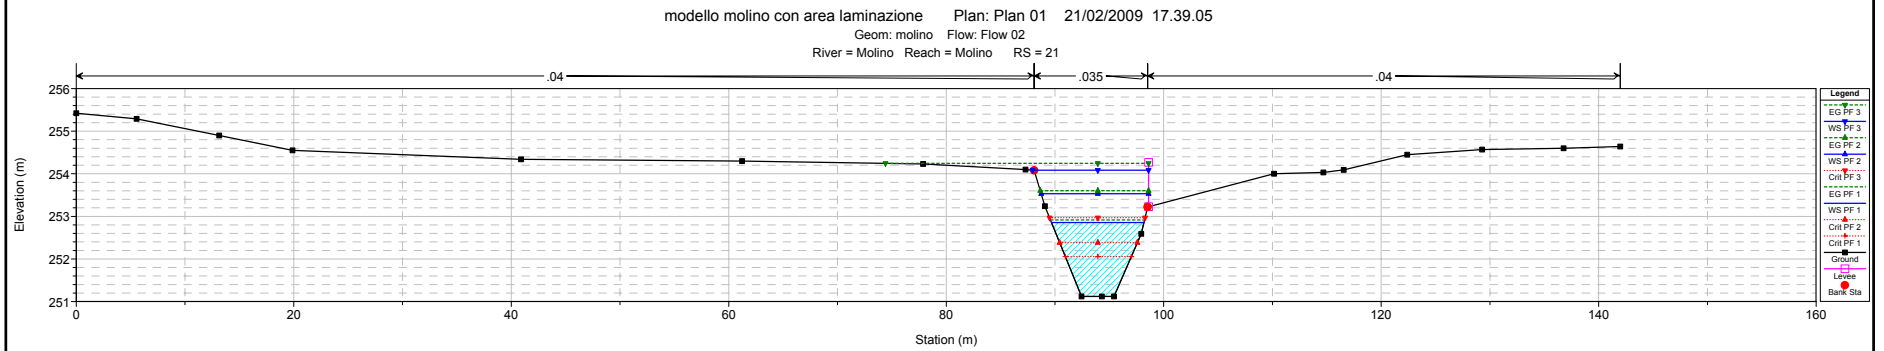 modello molino con area laminazione Plan: Plan 01 21/02/2009 17.39.05
Geom: molino Flow: Flow 02
River = Molino Reach = Molino RS = 21
.04
.035
.04
256
255
254
253
252
251
Elevation (m)
0
20
40
60
80
100
120
140
160
Station (m)
Legend
EG PF 3
WS PF 3
EG PF 2
WS PF 2
Crit PF 3
EG PF 1
WS PF 1
Crit PF 2
Crit PF 1
Ground
Levee
Bank Sta